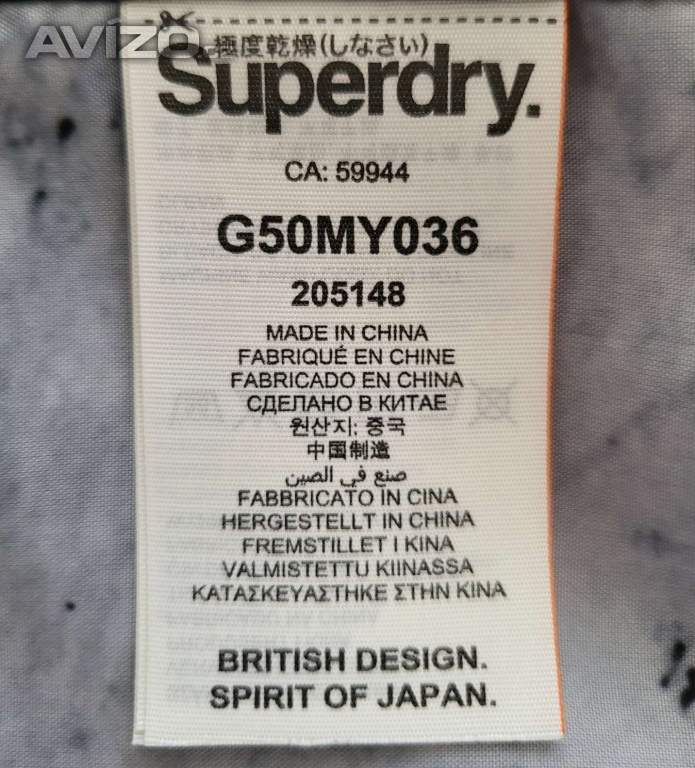 AVÍZO
極度乾燥(しなさい)
Superdry.
CA: 59944
G50MY036
205148
MADE IN CHINA
FABRIQUÉ EN CHINE
FABRICADO EN CHINA
СДЕЛАНО В КИТАЕ
원산지: 중국
中国制造
صنع في الصين
FABBRICATO IN CINA
HERGESTELLT IN CHINA
FREMSTILLET I KINA
VALMISTETTU KIINASSA
ΚΑΤΑΣΚΕΥΑΣΤΗΚΕ ΣΤΗΝ ΚΙΝΑ
BRITISH DESIGN.
SPIRIT OF JAPAN.